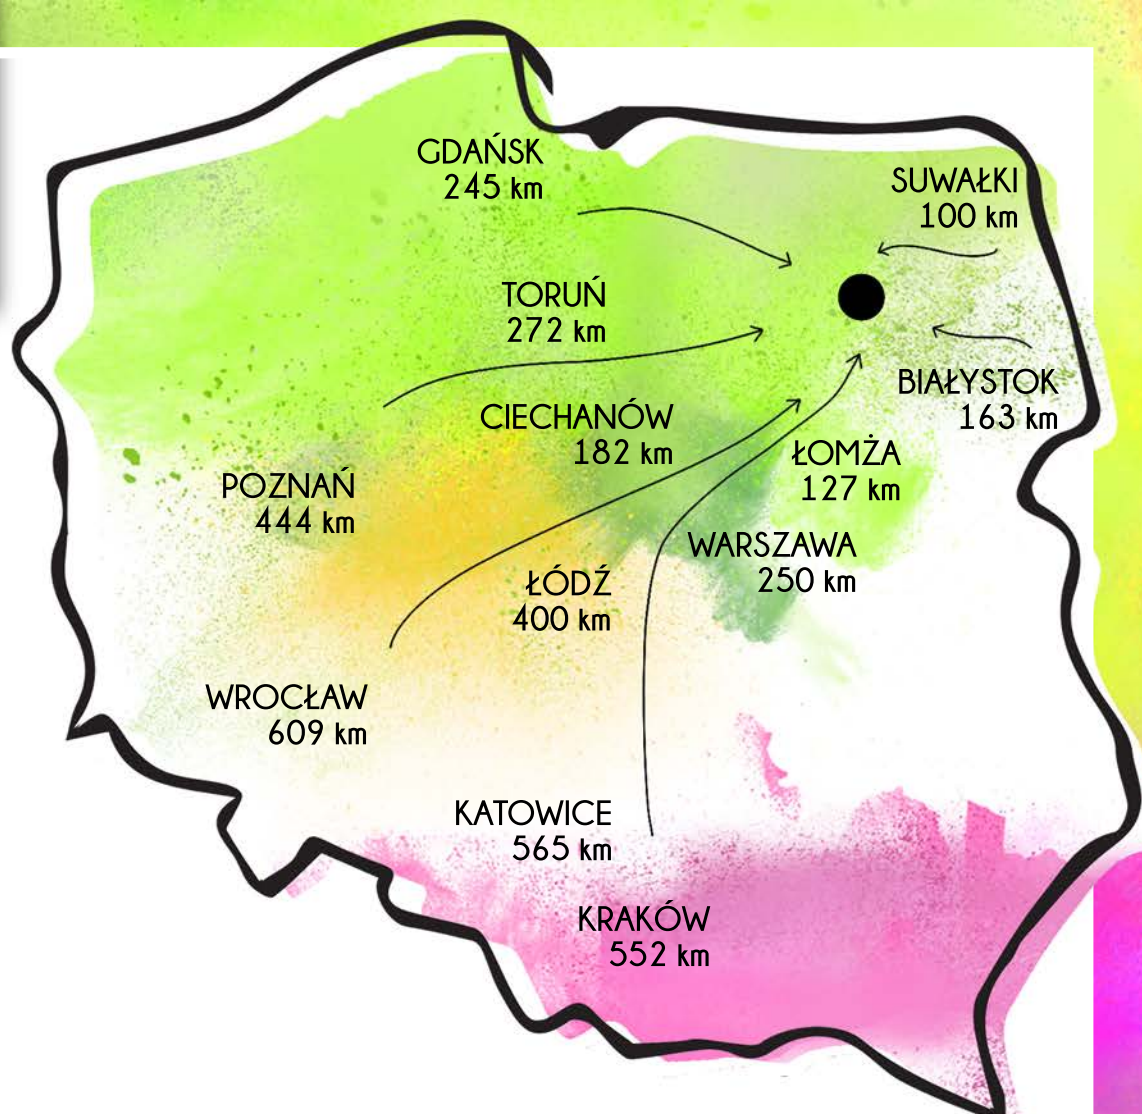 GDAŃSK
245 km
SUWAŁKI
100 km
TORUŃ
272 km
BIAŁYSTOK
163 km
CIECHANÓW
182 km
ŁOMŻA
127 km
POZNAŃ
444 km
WARSZAWA
250 km
ŁÓDŹ
400 km
WROCŁAW
609 km
KATOWICE
565 km
KRAKÓW
552 km